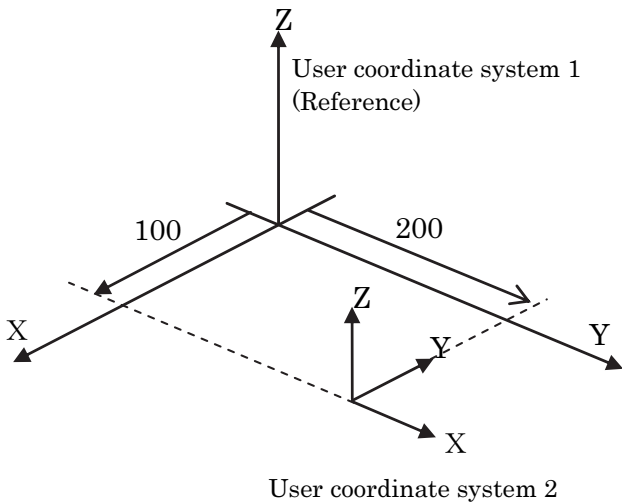 Z
User coordinate system 1
(Reference)
100
200
Z
X
Y
Y
X
User coordinate system 2